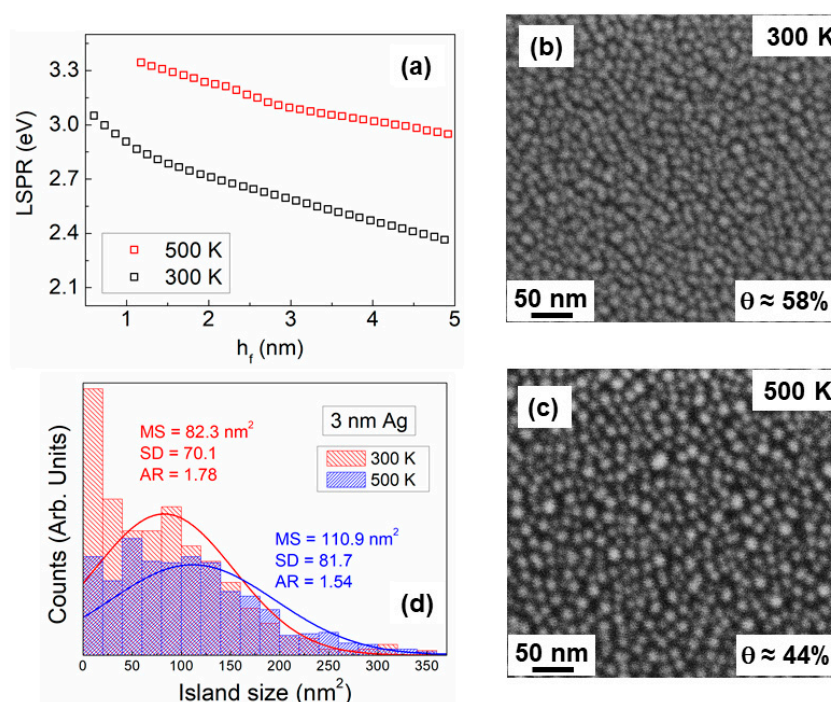 (a)
3.3
3.0
2.7
2.4
2.1
LSPR (eV)
500 K
300 K
1 2 3 4 5
h_f (nm)
(b)
300 K
50 nm
θ ≈ 58%
(c)
500 K
50 nm
θ ≈ 44%
3 nm Ag
MS = 82.3 nm²
SD = 70.1
AR = 1.78
300 K
500 K
MS = 110.9 nm²
SD = 81.7
AR = 1.54
(d)
Counts (Arb. Units)
0 50 100 150 200 250 300 350
Island size (nm²)